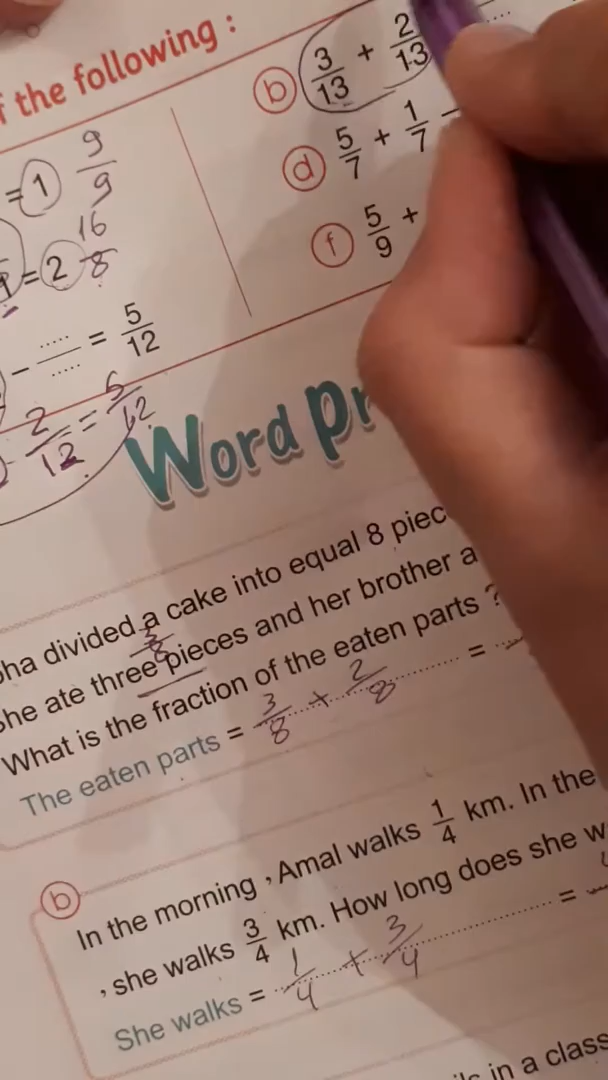 f the following :
b 3/13 + 2/13
= 1 9/9
d 5/7 + 1/7
= 2 16/8
f 5/9 +
- ..... / ..... = 5/12
2/12 = 5/12
Word Pr
ha divided a cake into equal 8 piec
3/8
she ate three pieces and her brother a
What is the fraction of the eaten parts ?
The eaten parts = 3/8 + 2/8 =
b
In the morning , Amal walks 1/4 km. In the
, she walks 3/4 km. How long does she w
She walks = 1/4 + 3/4 =
in a class